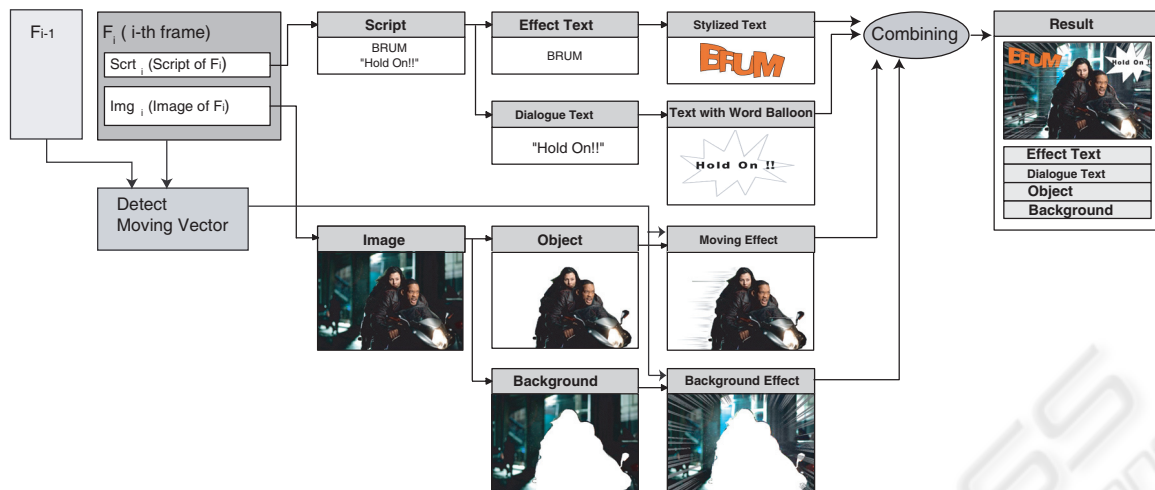 Fi-1
Fi ( i-th frame)
Scrt i (Script of Fi)
Img i (Image of Fi)
Detect
Moving Vector
Script
BRUM
"Hold On!!"
Effect Text
BRUM
Dialogue Text
"Hold On!!"
Stylized Text
BRUM
Text with Word Balloon
Hold On !!
Image
Object
Moving Effect
Background
Background Effect
Combining
Result
BRUM
Hold On !!
Effect Text
Dialogue Text
Object
Background